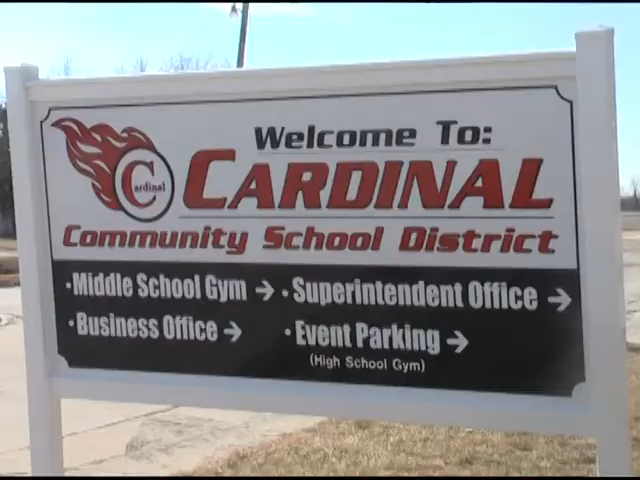 Welcome To:
CARDINAL
Cardinal
Community School District
•Middle School Gym →
•Superintendent Office →
•Business Office →
•Event Parking →
(High School Gym)